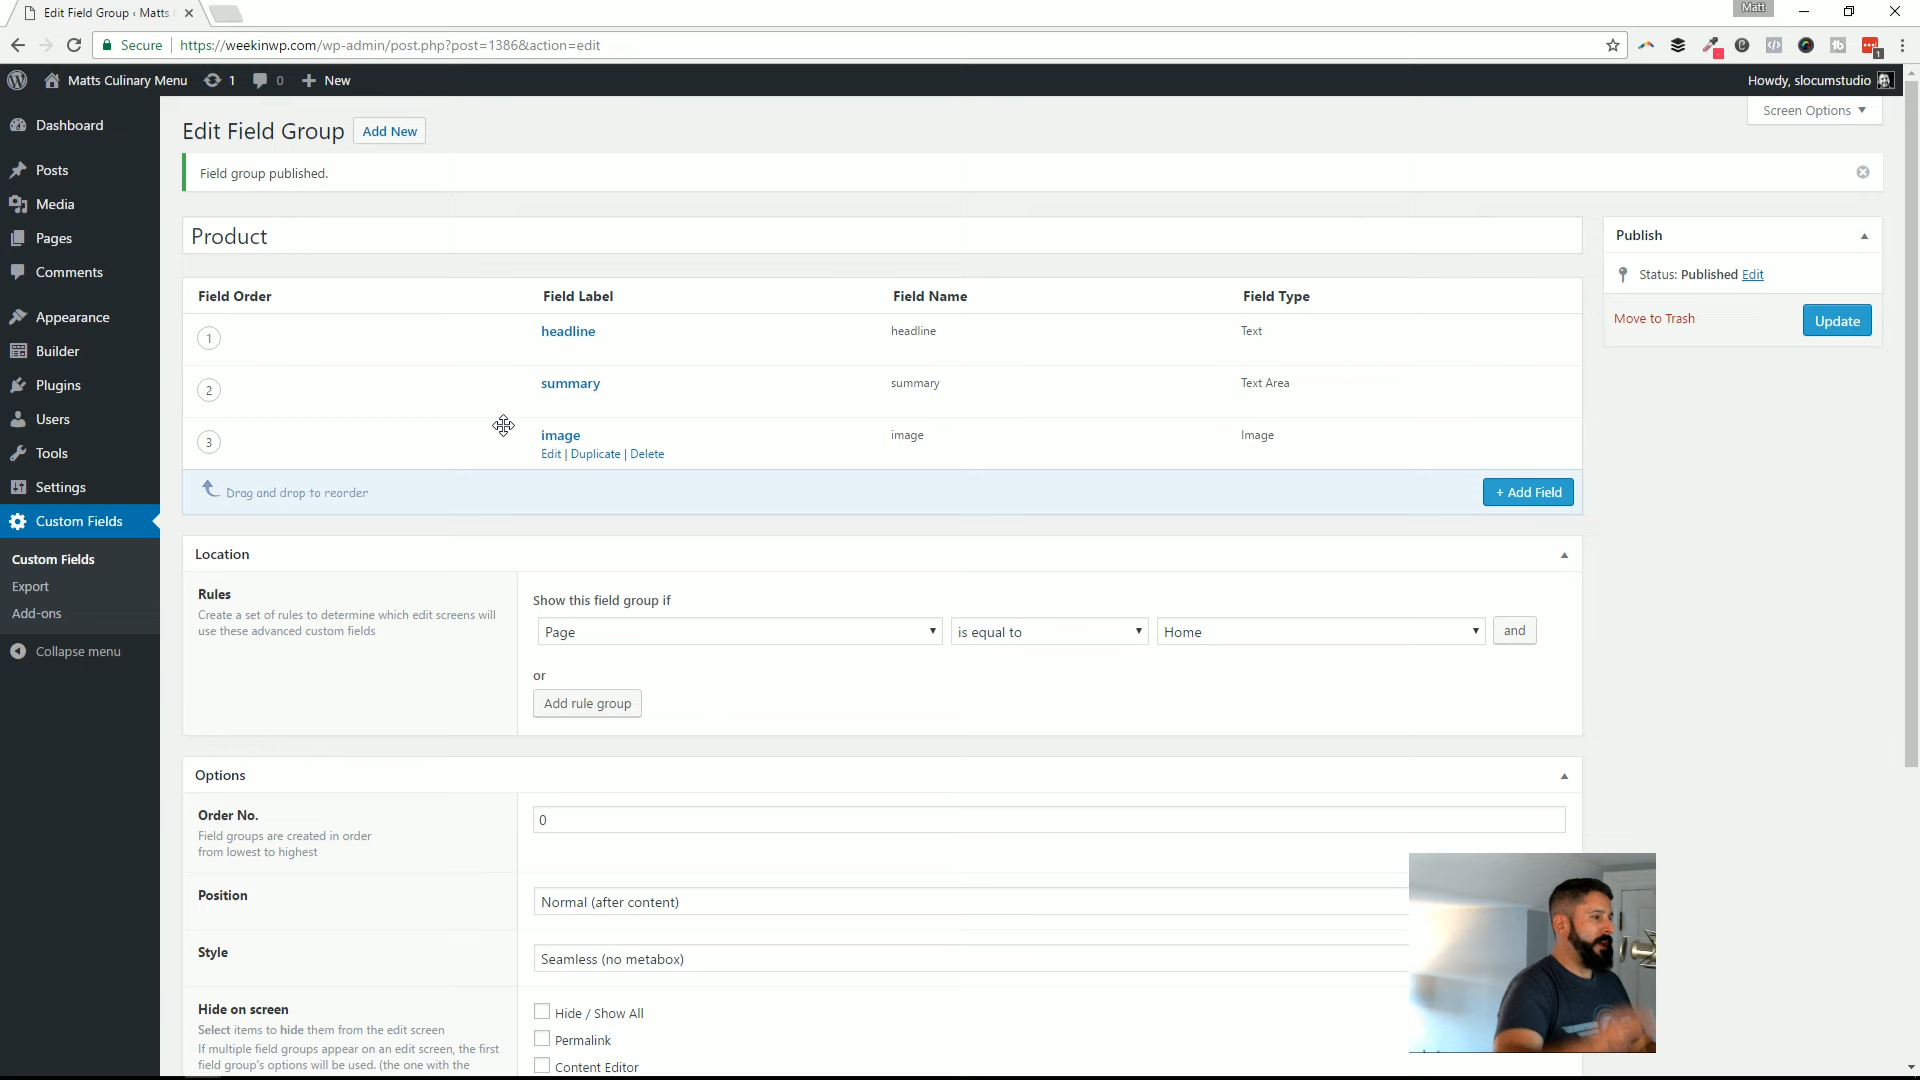 Edit Field Group ‹ Matts
Matt
Secure
https://weekinwp.com/wp-admin/post.php?post=1386&action=edit
1
Matts Culinary Menu
1
0
New
Howdy, slocumstudio
Dashboard
Posts
Media
Pages
Comments
Appearance
Builder
Plugins
Users
Tools
Settings
Custom Fields
Custom Fields
Export
Add-ons
Collapse menu
Screen Options
Edit Field Group
Add New
Field group published.
Product
Field Order
Field Label
Field Name
Field Type
1
headline
headline
Text
2
summary
summary
Text Area
3
image
image
Image
Edit | Duplicate | Delete
Drag and drop to reorder
+ Add Field
Publish
Status: Published Edit
Move to Trash
Update
Location
Rules
Create a set of rules to determine which edit screens will
use these advanced custom fields
Show this field group if
Page
is equal to
Home
and
or
Add rule group
Options
Order No.
Field groups are created in order
from lowest to highest
0
Position
Normal (after content)
Style
Seamless (no metabox)
Hide on screen
Select items to hide them from the edit screen
If multiple field groups appear on an edit screen, the first
field group's options will be used. (the one with the
Hide / Show All
Permalink
Content Editor